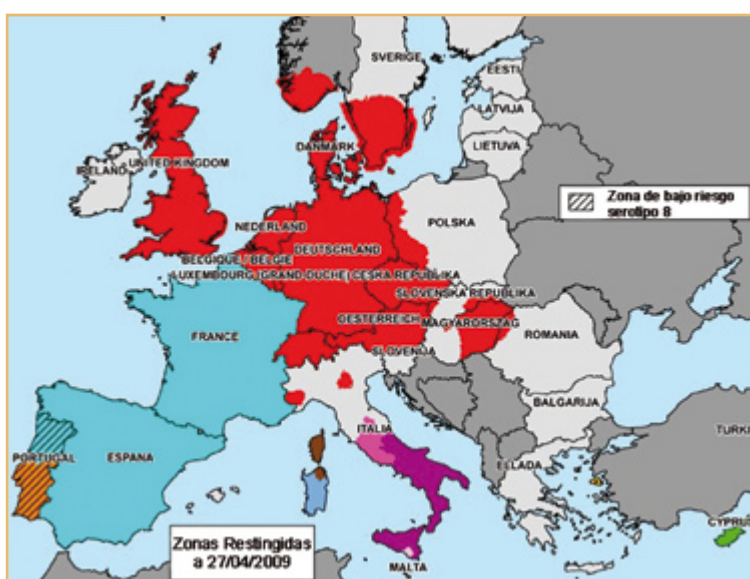 SVERIGE
EESTI
LATVIJA
LIETUVA
DANMARK
IRELAND
UNITED KINGDOM
Zona de bajo riesgo
serotipo 8
POLSKA
NEDERLAND
DEUTSCHLAND
BELGIQUE / BELGIE
LUXEMBOURG (GRAND-DUCHE)
CESKA REPUBLIKA
SLOVENSKA REPUBLIKA
OESTERREICH
MAGYARORSZAG
FRANCE
SLOVENIJA
ROMANIA
BALGARIJA
ITALIA
TURKI
PORTUGAL
ESPANA
ELLADA
CYPRUS
Zonas Restingidas
a 27/04/2009
MALTA